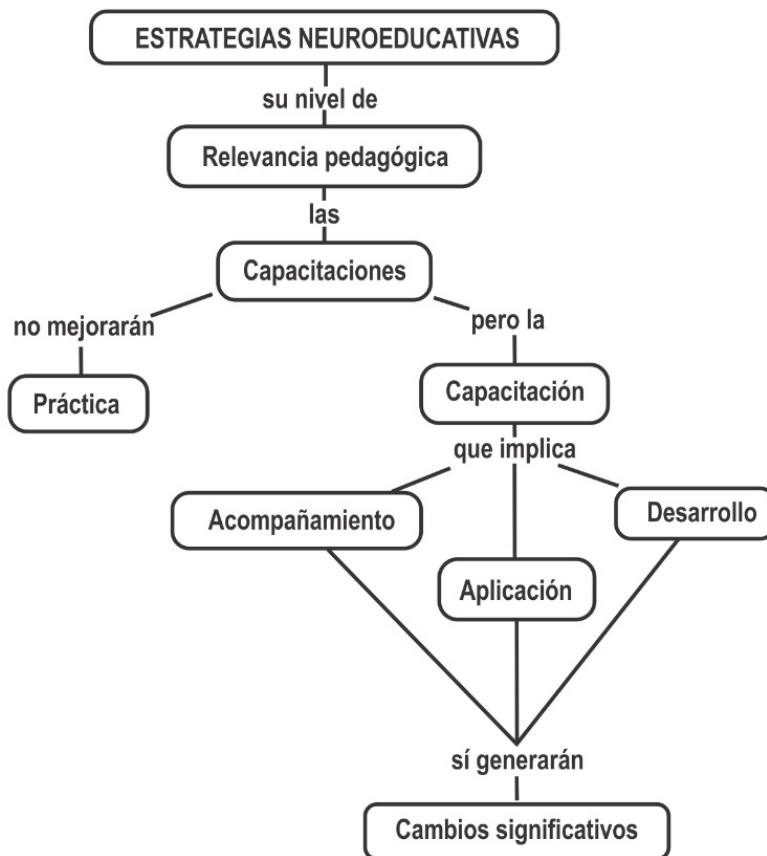 ESTRATEGIAS NEUROEDUCATIVAS
su nivel de
Relevancia pedagógica
las
Capacitaciones
no mejorarán
Práctica
pero la
Capacitación
que implica
Acompañamiento
Aplicación
Desarrollo
sí generarán
Cambios significativos